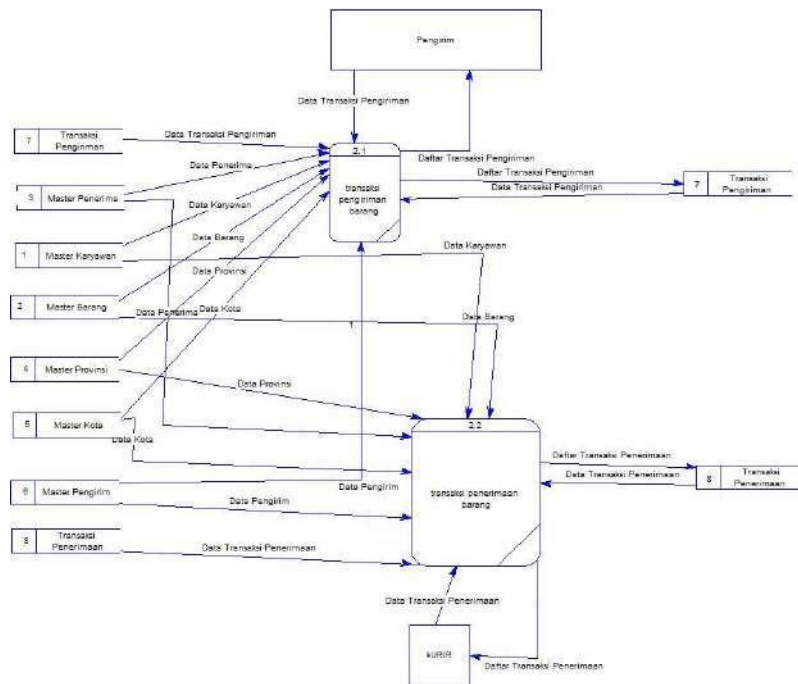 Pengirim
Data Transaksi Pengiriman
7
Transaksi
Pengiriman
Data Transaksi Pengiriman
2.1
Daftar Transaksi Pengiriman
Data Penerima
Daftar Transaksi Pengiriman
7
Transaksi
Pengiriman
Data Transaksi Pengiriman
3
Master Penerima
transaksi
pengiriman
barang
Data Karyawan
1
Master Karyawan
Data Barang
Data Karyawan
Data Provinsi
2
Master Barang
Data Penerima
Data Kota
1
Data Barang
4
Master Provinsi
Data Provinsi
5
Master Kota
2.2
Data Kota
Daftar Transaksi Penerimaan
Data Transaksi Penerimaan
8
Transaksi
Penerimaan
6
Master Pengirim
Data Pengirim
transaksi penerimaan
barang
Data Pengirim
8
Transaksi
Penerimaan
Data Transaksi Penerimaan
Data Transaksi Penerimaan
kURIR
Daftar Transaksi Penerimaan